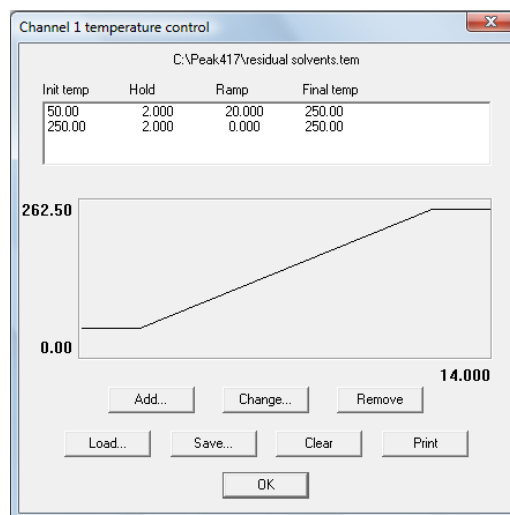 Channel 1 temperature control
C:\Peak417\residual solvents.tem
Init temp Hold Ramp Final temp
50.00 2.000 20.000 250.00
250.00 2.000 0.000 250.00
262.50
0.00
14.000
Add... Change... Remove
Load... Save... Clear Print
OK